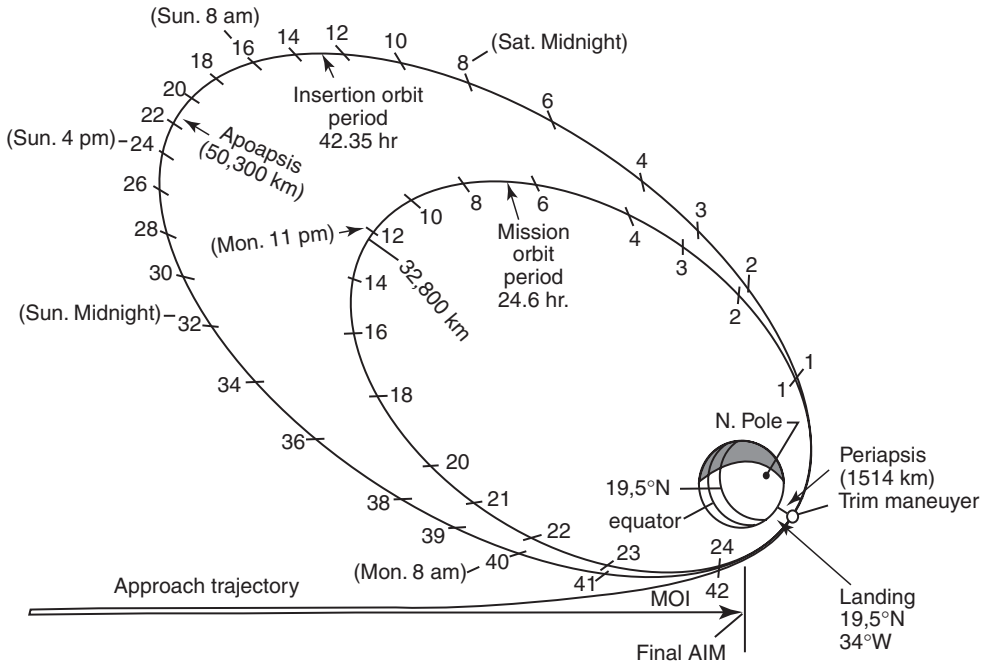 (Sun. 8 am)
14
12
10
16
18
8
(Sat. Midnight)
20
22
Insertion orbit
period
42.35 hr
6
(Sun. 4 pm)
24
Apoapsis
(50,300 km)
26
4
10
8
6
3
28
(Mon. 11 pm)
12
Mission
orbit
period
24.6 hr.
4
3
2
30
14
32,800 km
2
(Sun. Midnight)
32
16
1
1
34
18
N. Pole
36
20
19,5°N
equator
Periapsis
(1514 km)
Trim maneuyer
38
21
39
22
40
(Mon. 8 am)
23
41
24
42
Approach trajectory
MOI
Landing
19,5°N
34°W
Final AIM